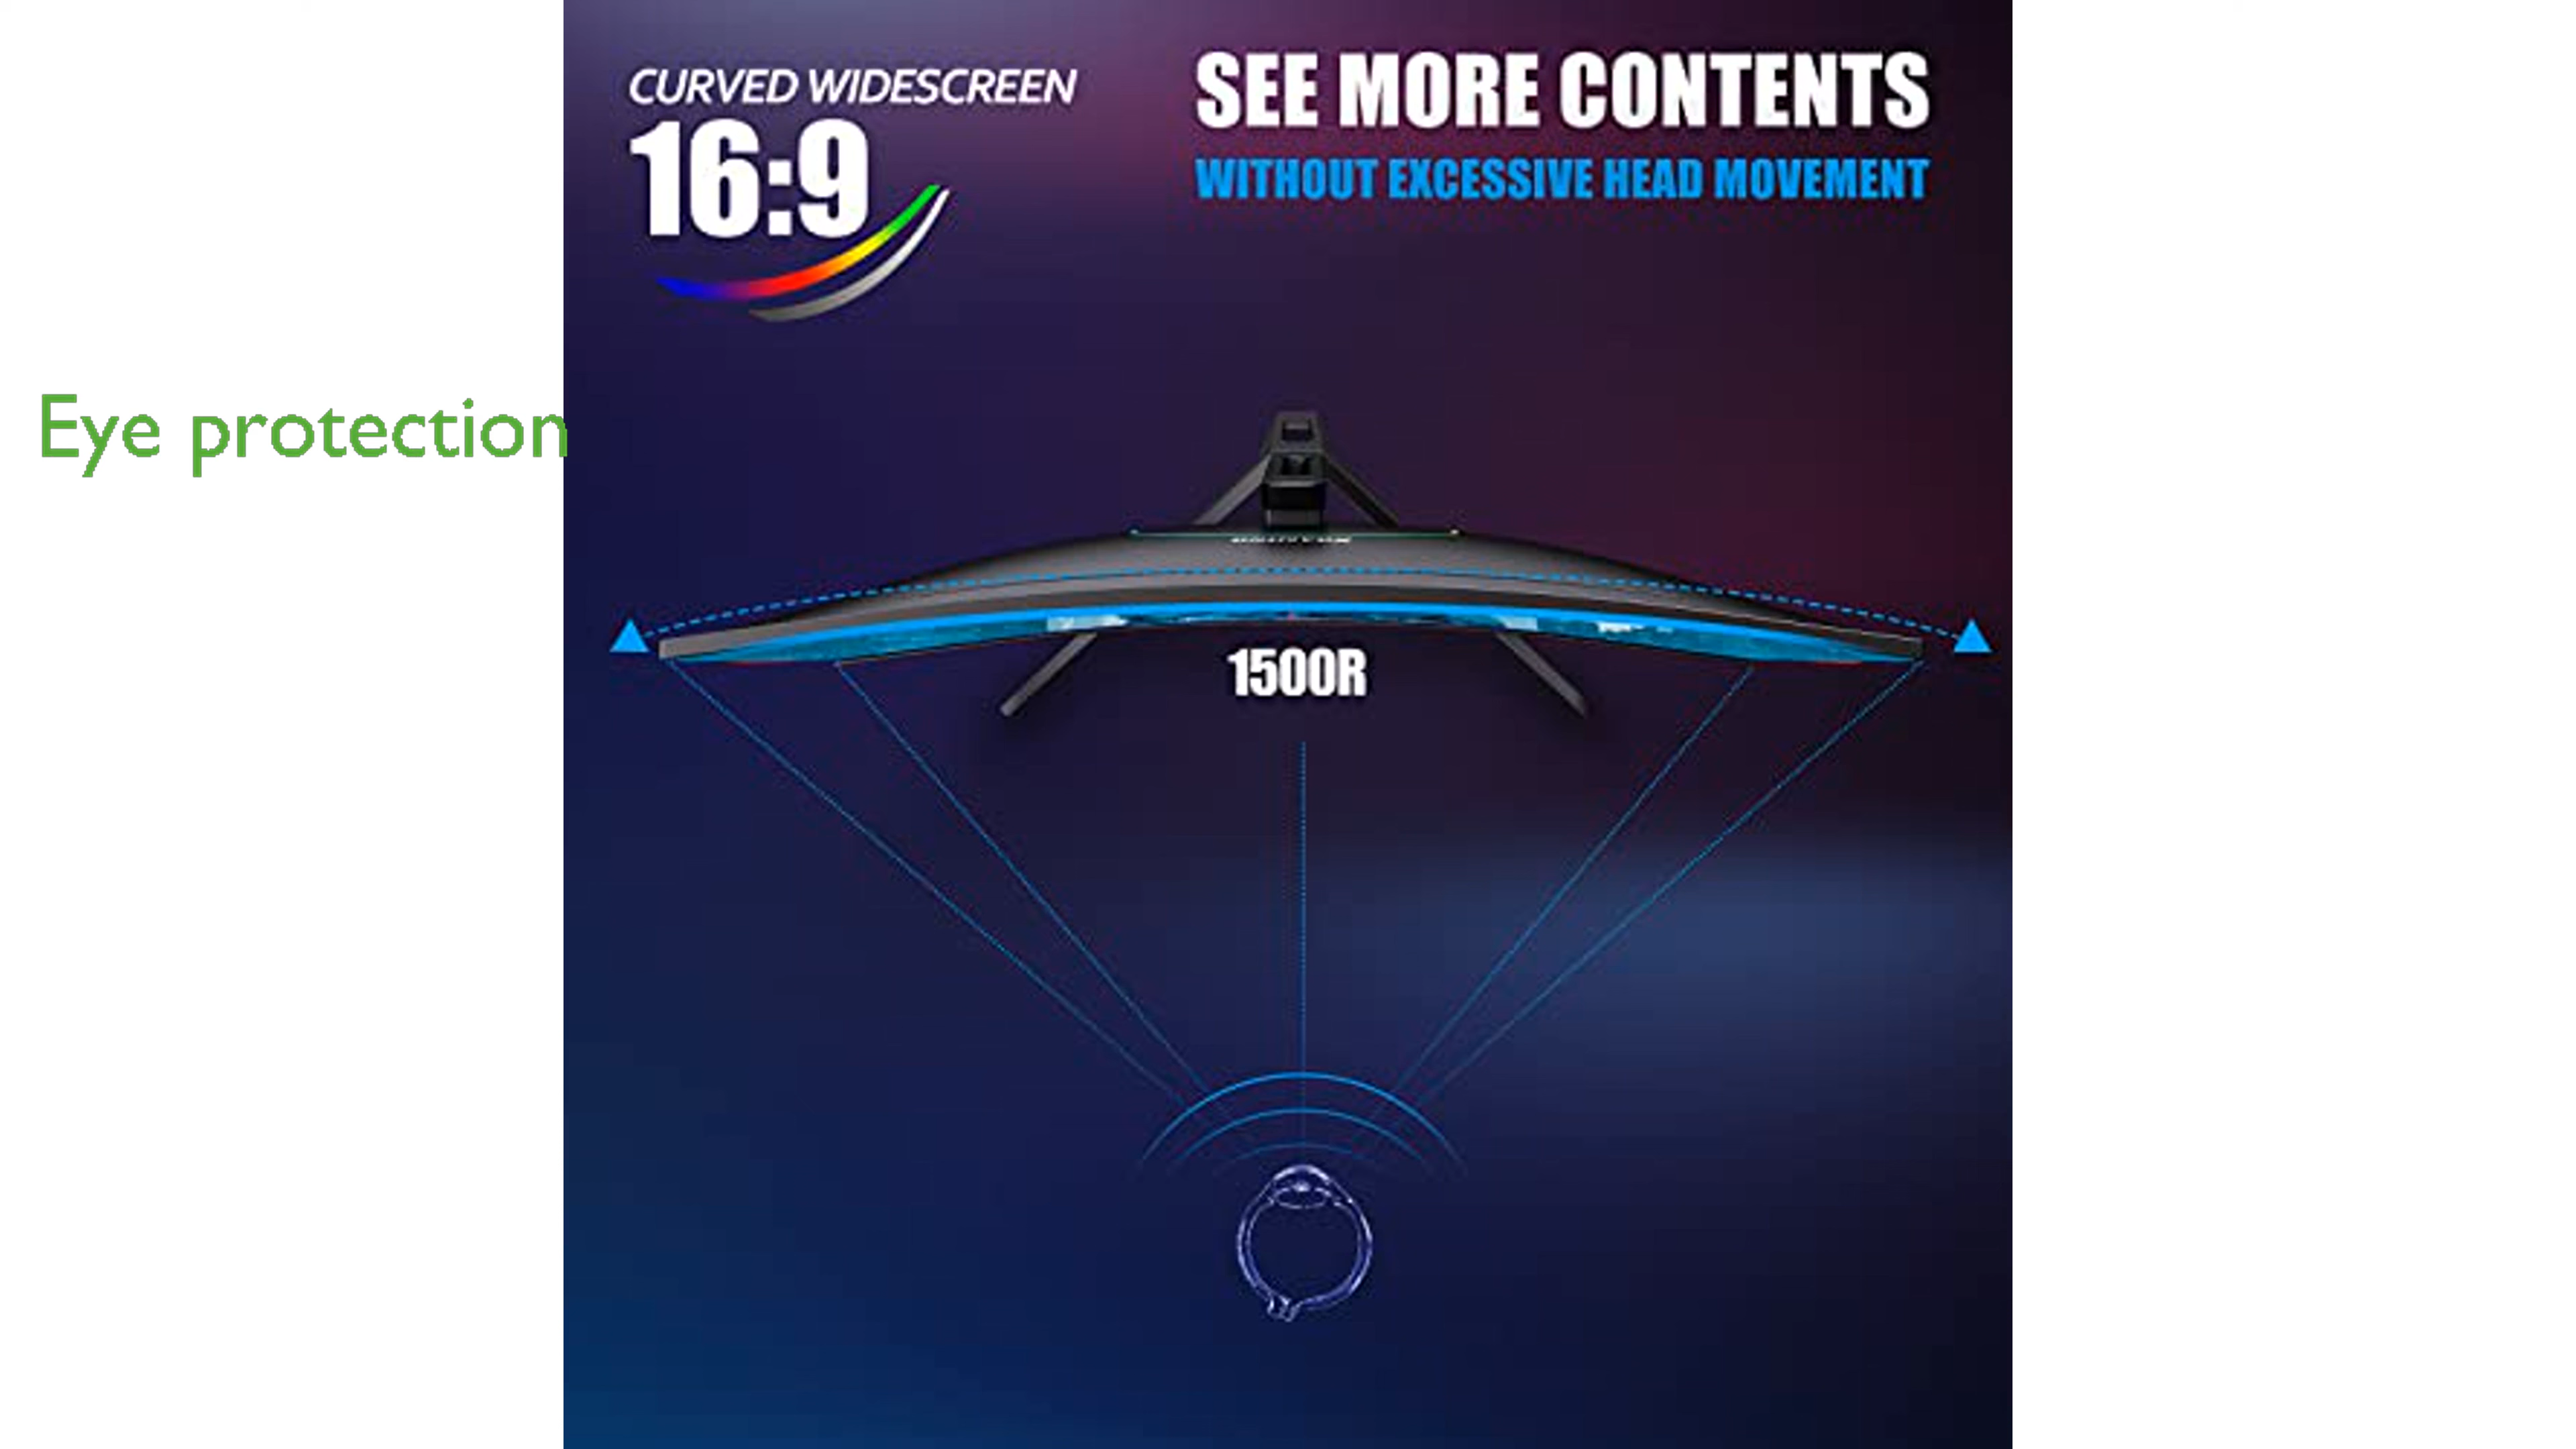 CURVED WIDESCREEN
16:9
SEE MORE CONTENTS
WITHOUT EXCESSIVE HEAD MOVEMENT
Eye protection
1500R